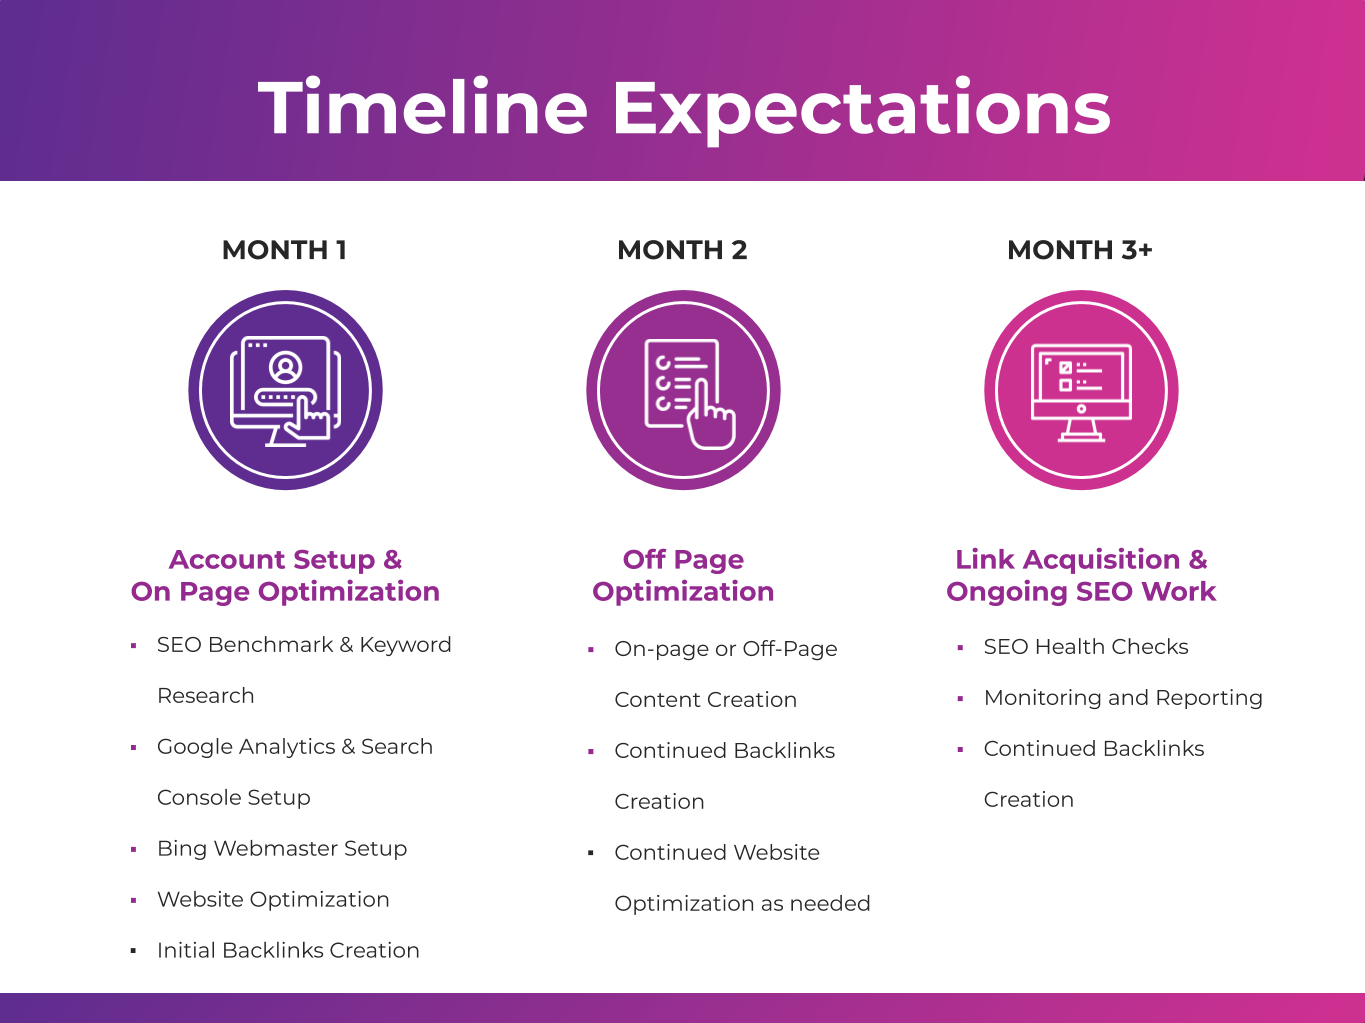 Timeline Expectations
MONTH 1
Account Setup &
On Page Optimization
▪ SEO Benchmark & Keyword
Research
▪ Google Analytics & Search
Console Setup
▪ Bing Webmaster Setup
▪ Website Optimization
▪ Initial Backlinks Creation
MONTH 2
Off Page
Optimization
▪ On-page or Off-Page
Content Creation
▪ Continued Backlinks
Creation
▪ Continued Website
Optimization as needed
MONTH 3+
Link Acquisition &
Ongoing SEO Work
▪ SEO Health Checks
▪ Monitoring and Reporting
▪ Continued Backlinks
Creation